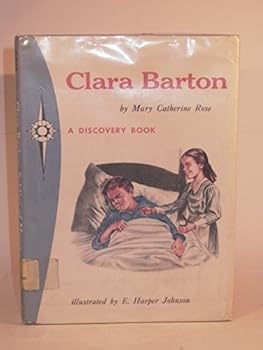 Clara Barton
by Mary Catherine Rose
A DISCOVERY BOOK
illustrated by E. Harper Johnson